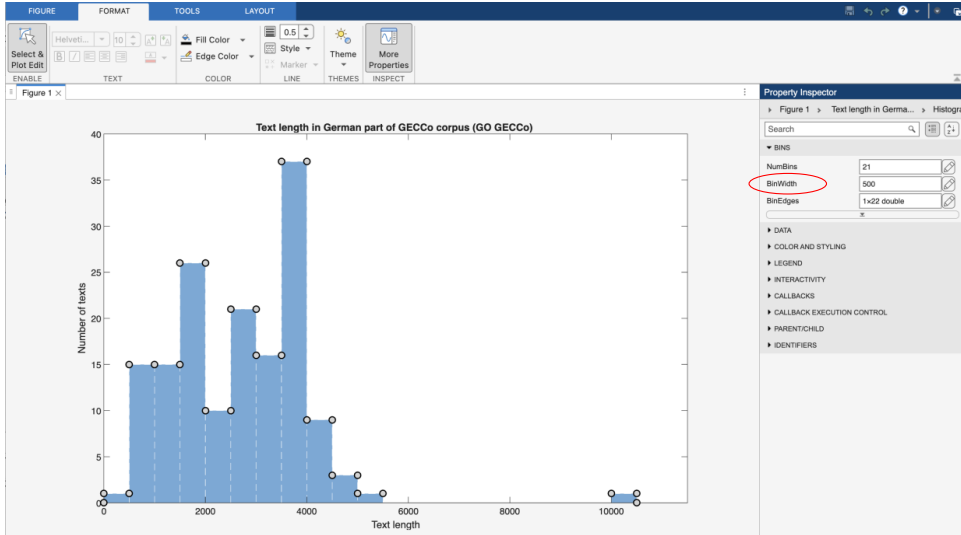 FIGURE FORMAT TOOLS LAYOUT
Select & Plot Edit
Helveti... 10
Fill Color
Edge Color
0.5
Style
Marker
Theme
More Properties
ENABLE TEXT COLOR LINE THEMES INSPECT
Figure 1
Text length in German part of GECCo corpus (GO GECCo)
40
35
30
25
20
15
10
5
0
Number of texts
0 2000 4000 6000 8000 10000
Text length
Property Inspector
Figure 1 Text length in Germa... Histogra
Search
BINS
NumBins 21
BinWidth 500
BinEdges 1×22 double
DATA
COLOR AND STYLING
LEGEND
INTERACTIVITY
CALLBACKS
CALLBACK EXECUTION CONTROL
PARENT/CHILD
IDENTIFIERS